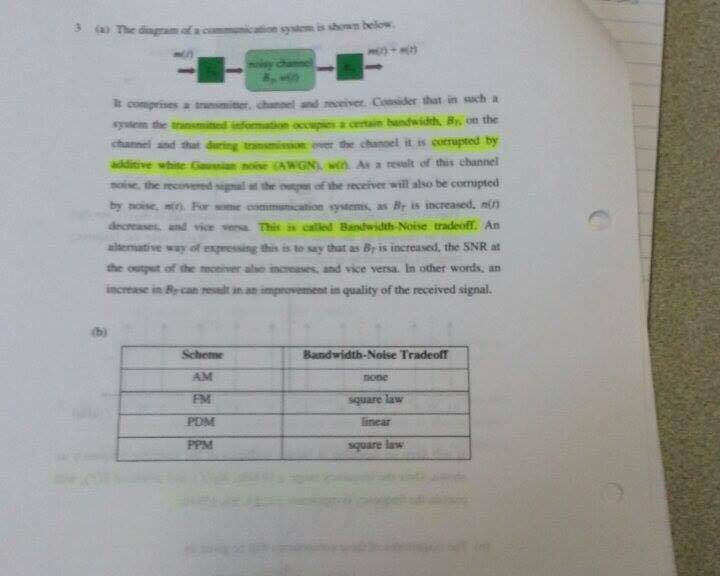 3 (a) The diagram of a communication system is shown below.
m(t)
noisy channel
B_T, w(t)
m(t) + n(t)
It comprises a transmitter, channel and receiver. Consider that in such a
system the transmitted information occupies a certain bandwidth, B_T, on the
channel and that during transmission over the channel it is corrupted by
additive white Gaussian noise (AWGN), w(t). As a result of this channel
noise, the recovered signal at the output of the receiver will also be corrupted
by noise, n(t). For some communication systems, as B_T is increased, n(t)
decreases, and vice versa. This is called Bandwidth-Noise tradeoff. An
alternative way of expressing this is to say that as B_T is increased, the SNR at
the output of the receiver also increases, and vice versa. In other words, an
increase in B_T can result in an improvement in quality of the received signal.
(b)
Scheme Bandwidth-Noise Tradeoff
AM none
FM square law
PDM linear
PPM square law